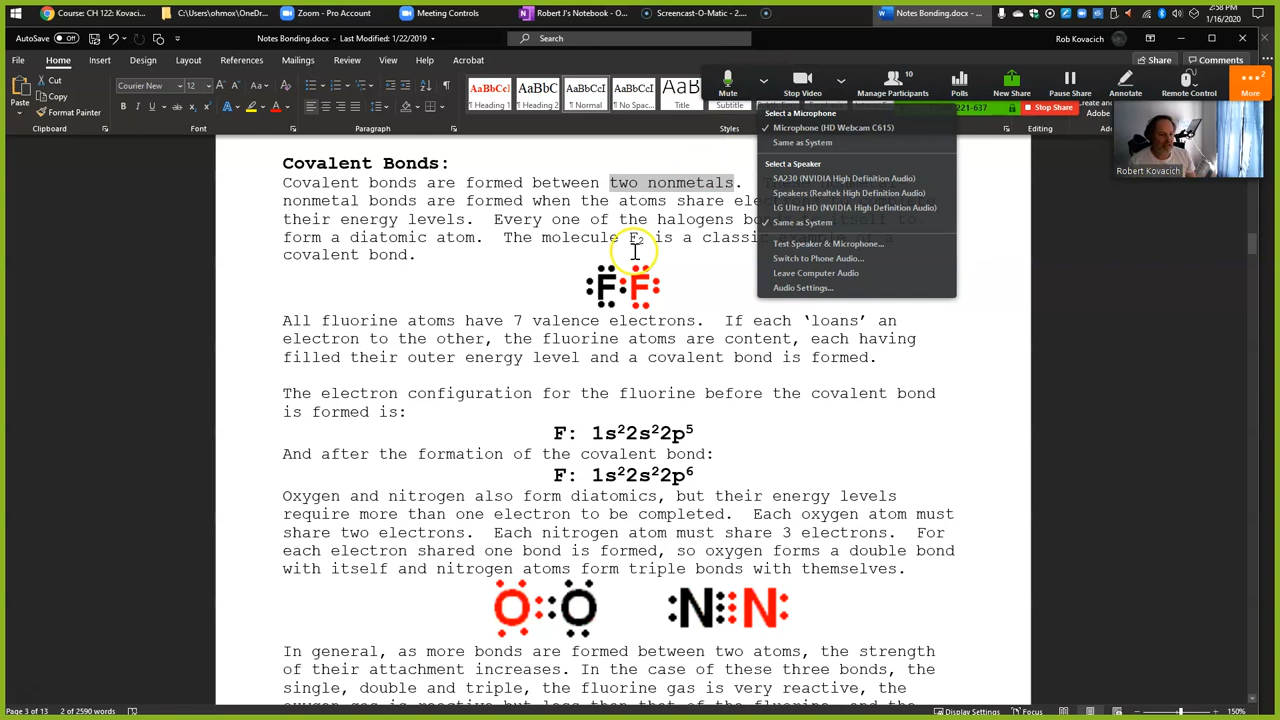 Course: CH 122: Kovaci...
C:\Users\ohmox\OneDr...
Zoom - Pro Account
Meeting Controls
Robert J's Notebook - O...
Screencast-O-Matic - 2....
Notes Bonding.docx - ...
2:58 PM
1/16/2020
AutoSave Off
Notes Bonding.docx - Last Modified: 1/22/2019
Search
Rob Kovacich
File Home Insert Draw Design Layout References Mailings Review View Help Acrobat
Share Comments
Paste
Cut
Copy
Format Painter
Clipboard
Courier New 12
B I U
Font
Paragraph
AaBbCcI Heading 1
AaBbC Heading 2
AaBbCcI Normal
AaBbCcI No Spac...
AaB Title
Subtitle
Styles
Editing
Mute
Stop Video
Manage Participants 10
Polls
New Share
Pause Share
Annotate
Remote Control
More 2
221-637
Stop Share
Create and
Robert Kovacich
Select a Microphone
Microphone (HD Webcam C615)
Same as System
Select a Speaker
SA230 (NVIDIA High Definition Audio)
Speakers (Realtek High Definition Audio)
LG Ultra HD (NVIDIA High Definition Audio)
Same as System
Test Speaker & Microphone...
Switch to Phone Audio...
Leave Computer Audio
Audio Settings...
Covalent Bonds:
Covalent bonds are formed between two nonmetals.
nonmetal bonds are formed when the atoms share
their energy levels. Every one of the halogens
form a diatomic atom. The molecule F₂ is a
covalent bond.
F F
All fluorine atoms have 7 valence electrons. If each ‘loans’ an
electron to the other, the fluorine atoms are content, each having
filled their outer energy level and a covalent bond is formed.
The electron configuration for the fluorine before the covalent bond
is formed is:
F: 1s²2s²2p⁵
And after the formation of the covalent bond:
F: 1s²2s²2p⁶
Oxygen and nitrogen also form diatomics, but their energy levels
require more than one electron to be completed. Each oxygen atom must
share two electrons. Each nitrogen atom must share 3 electrons. For
each electron shared one bond is formed, so oxygen forms a double bond
with itself and nitrogen atoms form triple bonds with themselves.
O O N N
In general, as more bonds are formed between two atoms, the strength
of their attachment increases. In the case of these three bonds, the
single, double and triple, the fluorine gas is very reactive, the
Page 3 of 13 2 of 2590 words
Display Settings
Focus
150%